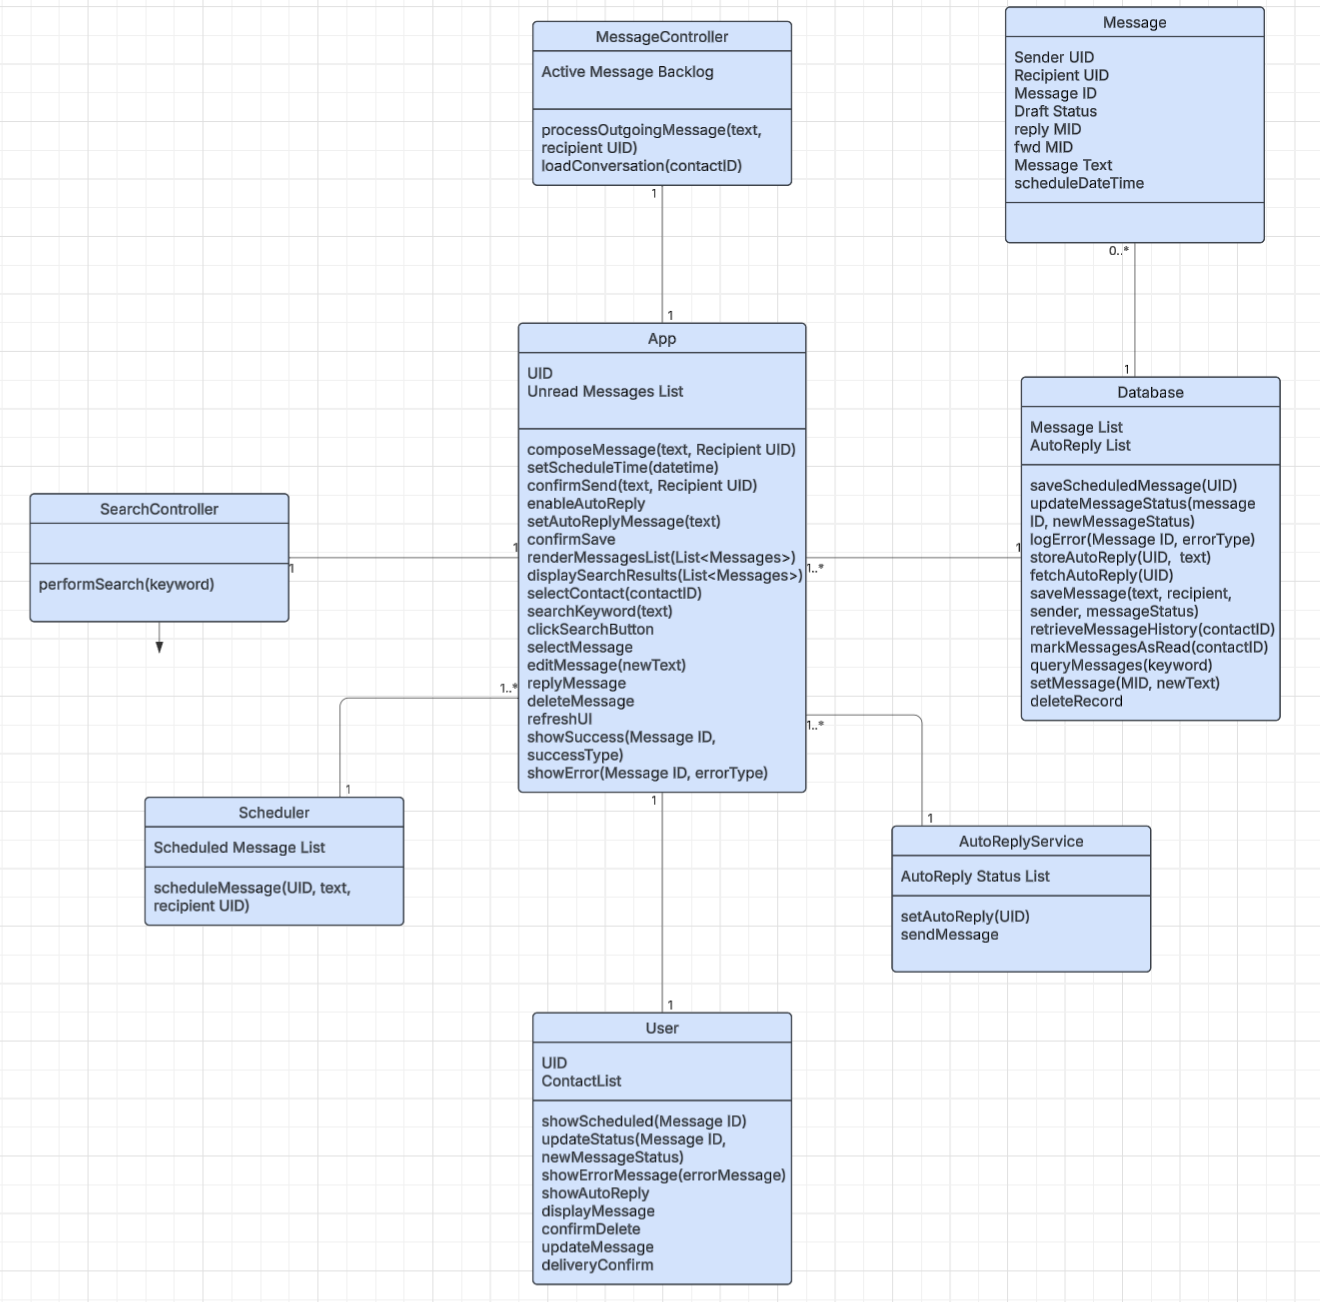 MessageController
Active Message Backlog
processOutgoingMessage(text,
recipient UID)
loadConversation(contactID)
1
Message
Sender UID
Recipient UID
Message ID
Draft Status
reply MID
fwd MID
Message Text
scheduleDateTime
0..*
1
App
UID
Unread Messages List
composeMessage(text, Recipient UID)
setScheduleTime(datetime)
confirmSend(text, Recipient UID)
enableAutoReply
setAutoReplyMessage(text)
confirmSave
renderMessagesList(List<Messages>)
displaySearchResults(List<Messages>)
selectContact(contactID)
searchKeyword(text)
clickSearchButton
selectMessage
editMessage(newText)
replyMessage
deleteMessage
refreshUI
showSuccess(Message ID,
successType)
showError(Message ID, errorType)
1
1..*
1..*
1..*
1
1
Database
Message List
AutoReply List
saveScheduledMessage(UID)
updateMessageStatus(message
ID, newMessageStatus)
logError(Message ID, errorType)
storeAutoReply(UID,  text)
fetchAutoReply(UID)
saveMessage(text, recipient,
sender, messageStatus)
retrieveMessageHistory(contactID)
markMessagesAsRead(contactID)
queryMessages(keyword)
setMessage(MID, newText)
deleteRecord
1
SearchController
performSearch(keyword)
1
1
Scheduler
Scheduled Message List
scheduleMessage(UID, text,
recipient UID)
1
AutoReplyService
AutoReply Status List
setAutoReply(UID)
sendMessage
1
User
UID
ContactList
showScheduled(Message ID)
updateStatus(Message ID,
newMessageStatus)
showErrorMessage(errorMessage)
showAutoReply
displayMessage
confirmDelete
updateMessage
deliveryConfirm